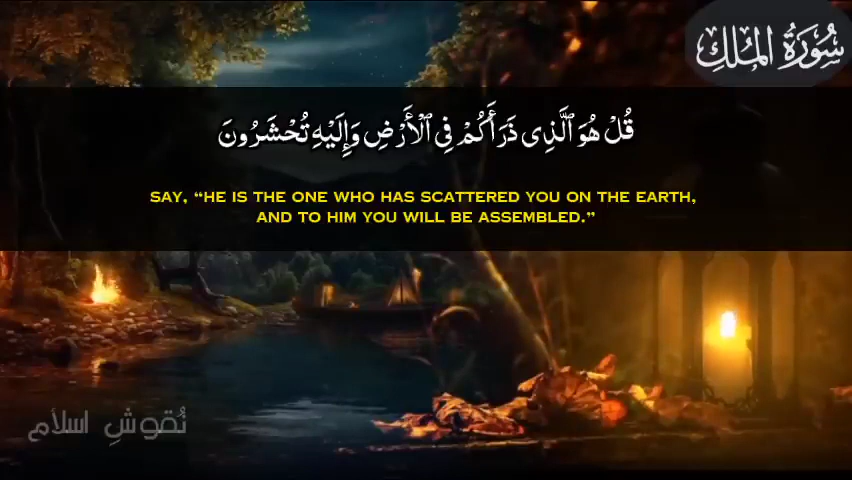 سُورَةُ المُلكِ
قُلْ هُوَ ٱلَّذِى ذَرَأَكُمْ فِى ٱلْأَرْضِ وَإِلَيْهِ تُحْشَرُونَ
SAY, “HE IS THE ONE WHO HAS SCATTERED YOU ON THE EARTH,
AND TO HIM YOU WILL BE ASSEMBLED.”
نُقوشِ اسلام